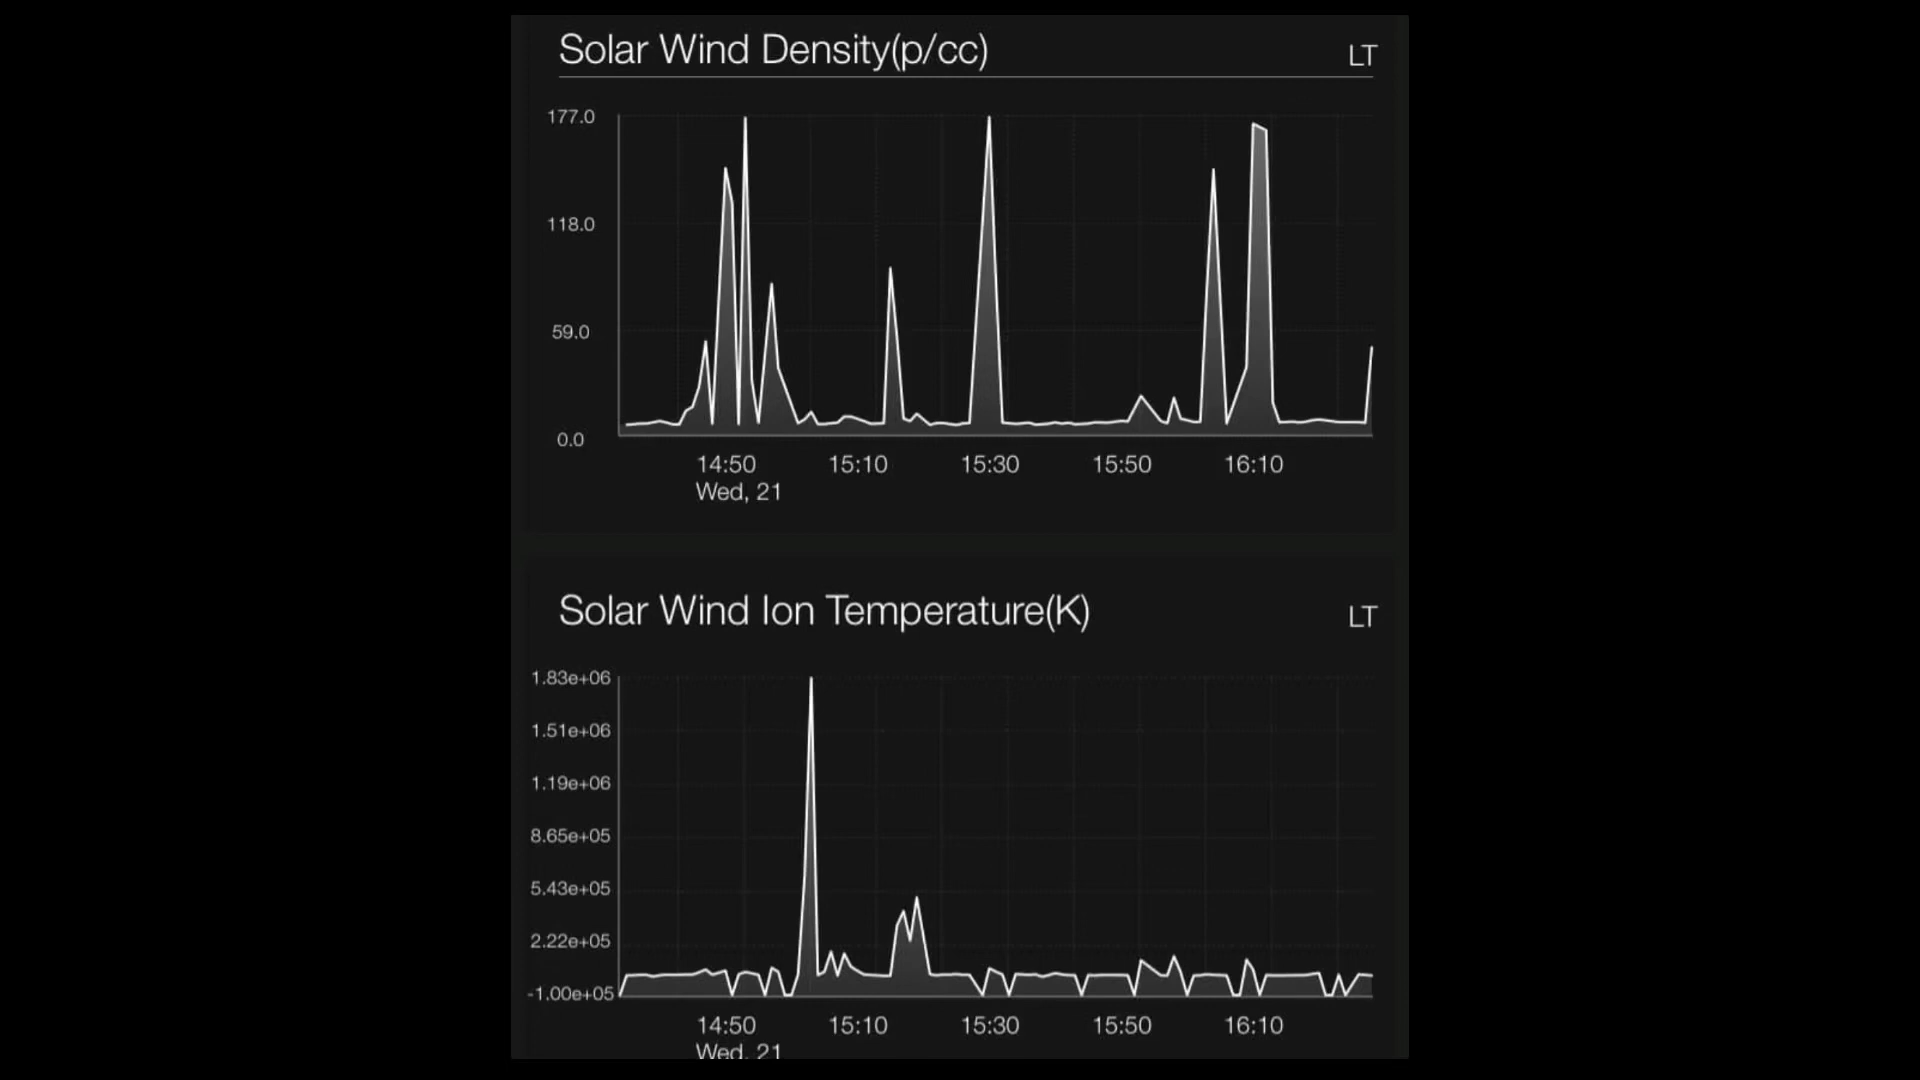 Solar Wind Density(p/cc) LT
177.0
118.0
59.0
0.0
14:50 15:10 15:30 15:50 16:10
Wed, 21
Solar Wind Ion Temperature(K) LT
1.83e+06
1.51e+06
1.19e+06
8.65e+05
5.43e+05
2.22e+05
-1.00e+05
14:50 15:10 15:30 15:50 16:10
Wed, 21